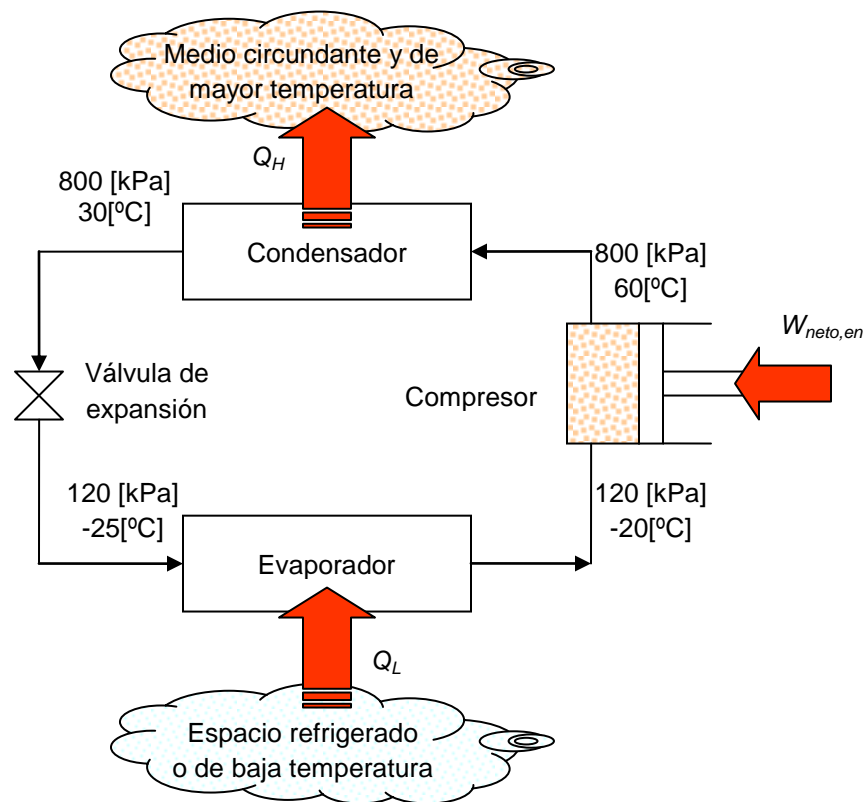 Medio circundante y de
mayor temperatura
Q_H
800 [kPa]
30[ºC]
Condensador
800 [kPa]
60[ºC]
W_neto,en
Válvula de
expansión
Compresor
120 [kPa]
-25[ºC]
120 [kPa]
-20[ºC]
Evaporador
Q_L
Espacio refrigerado
o de baja temperatura